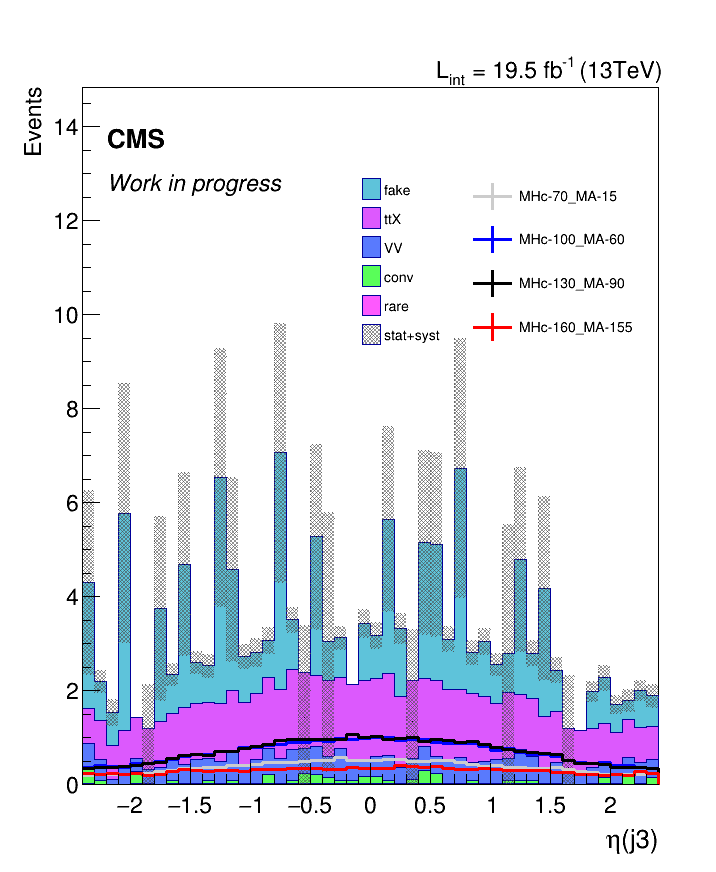 L_int = 19.5 fb^-1 (13TeV)
Events
14
CMS
Work in progress
fake
ttX
VV
conv
rare
stat+syst
MHc-70_MA-15
MHc-100_MA-60
MHc-130_MA-90
MHc-160_MA-155
12
10
8
6
4
2
0
−2 −1.5 −1 −0.5 0 0.5 1 1.5 2
η(j3)